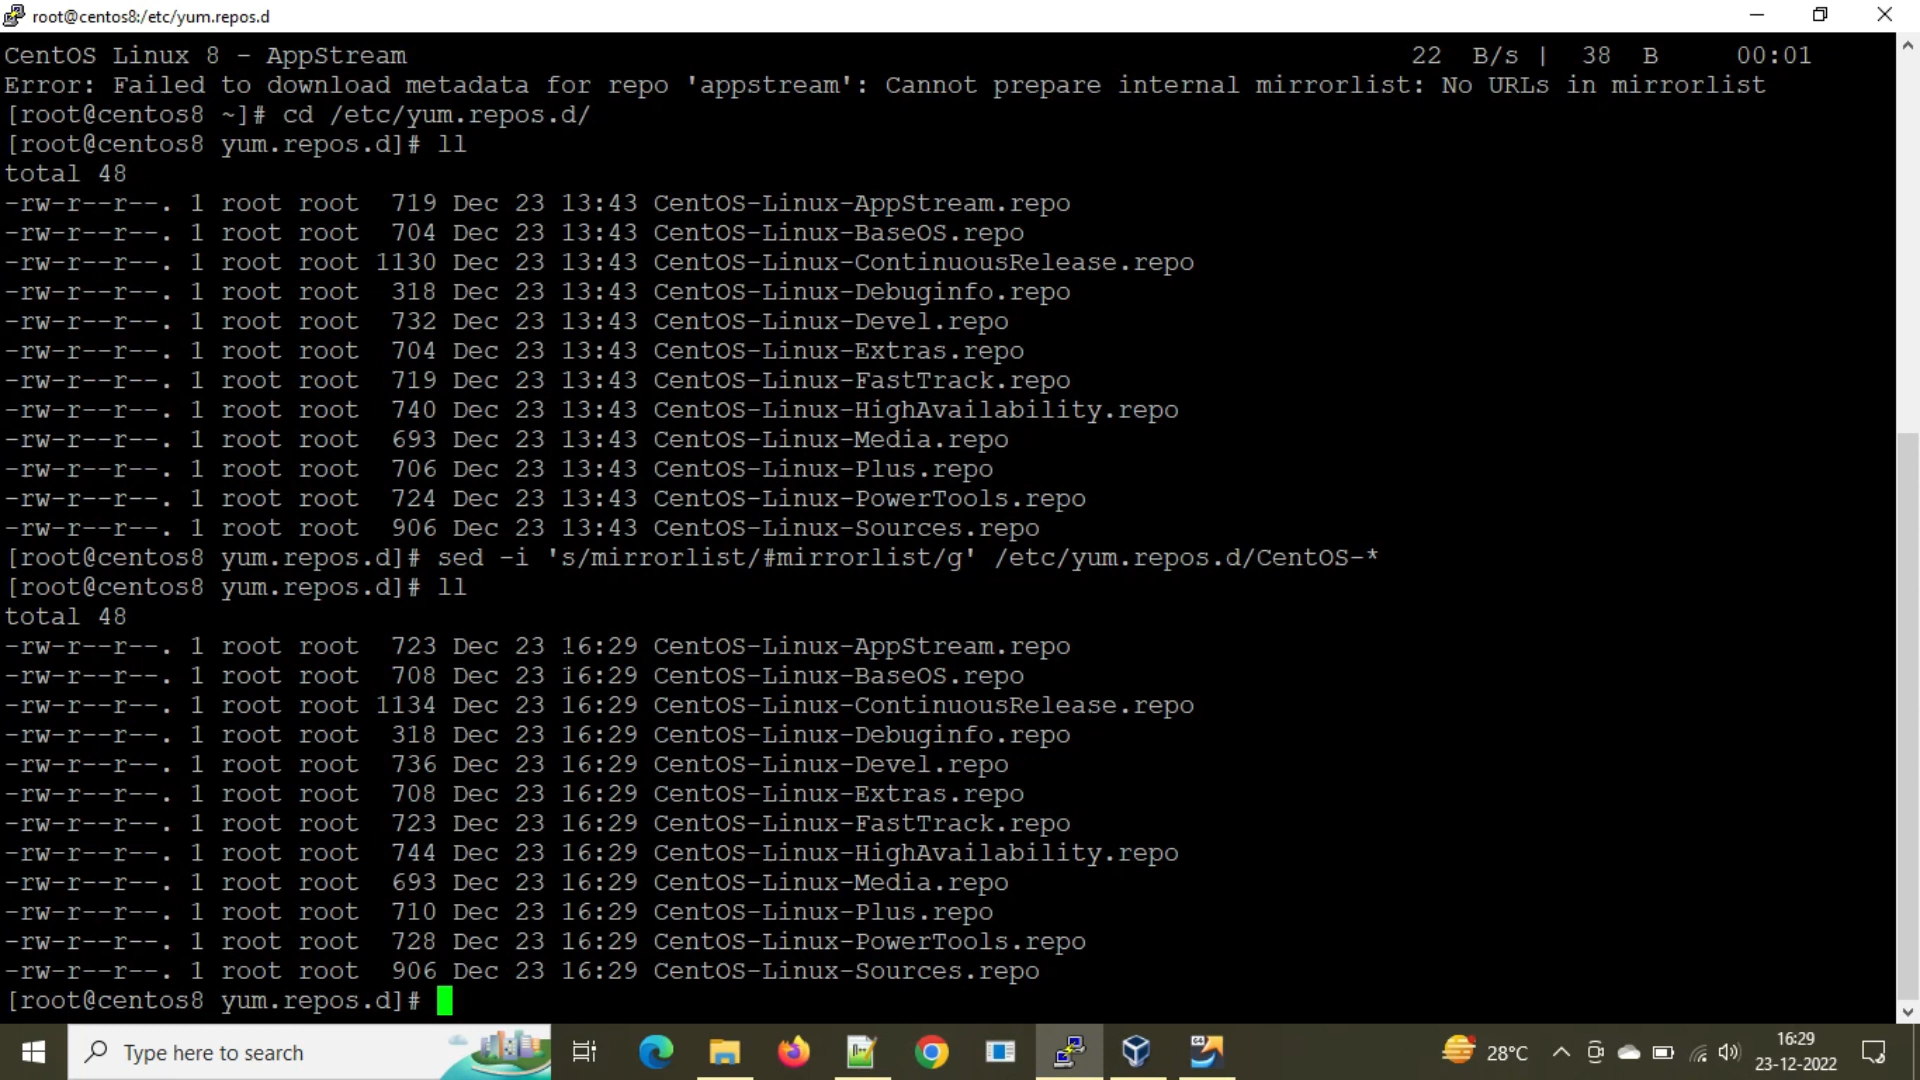 root@centos8:/etc/yum.repos.d
CentOS Linux 8 - AppStream 22 B/s | 38 B 00:01
Error: Failed to download metadata for repo 'appstream': Cannot prepare internal mirrorlist: No URLs in mirrorlist
[root@centos8 ~]# cd /etc/yum.repos.d/
[root@centos8 yum.repos.d]# ll
total 48
-rw-r--r--. 1 root root 719 Dec 23 13:43 CentOS-Linux-AppStream.repo
-rw-r--r--. 1 root root 704 Dec 23 13:43 CentOS-Linux-BaseOS.repo
-rw-r--r--. 1 root root 1130 Dec 23 13:43 CentOS-Linux-ContinuousRelease.repo
-rw-r--r--. 1 root root 318 Dec 23 13:43 CentOS-Linux-Debuginfo.repo
-rw-r--r--. 1 root root 732 Dec 23 13:43 CentOS-Linux-Devel.repo
-rw-r--r--. 1 root root 704 Dec 23 13:43 CentOS-Linux-Extras.repo
-rw-r--r--. 1 root root 719 Dec 23 13:43 CentOS-Linux-FastTrack.repo
-rw-r--r--. 1 root root 740 Dec 23 13:43 CentOS-Linux-HighAvailability.repo
-rw-r--r--. 1 root root 693 Dec 23 13:43 CentOS-Linux-Media.repo
-rw-r--r--. 1 root root 706 Dec 23 13:43 CentOS-Linux-Plus.repo
-rw-r--r--. 1 root root 724 Dec 23 13:43 CentOS-Linux-PowerTools.repo
-rw-r--r--. 1 root root 906 Dec 23 13:43 CentOS-Linux-Sources.repo
[root@centos8 yum.repos.d]# sed -i 's/mirrorlist/#mirrorlist/g' /etc/yum.repos.d/CentOS-*
[root@centos8 yum.repos.d]# ll
total 48
-rw-r--r--. 1 root root 723 Dec 23 16:29 CentOS-Linux-AppStream.repo
-rw-r--r--. 1 root root 708 Dec 23 16:29 CentOS-Linux-BaseOS.repo
-rw-r--r--. 1 root root 1134 Dec 23 16:29 CentOS-Linux-ContinuousRelease.repo
-rw-r--r--. 1 root root 318 Dec 23 16:29 CentOS-Linux-Debuginfo.repo
-rw-r--r--. 1 root root 736 Dec 23 16:29 CentOS-Linux-Devel.repo
-rw-r--r--. 1 root root 708 Dec 23 16:29 CentOS-Linux-Extras.repo
-rw-r--r--. 1 root root 723 Dec 23 16:29 CentOS-Linux-FastTrack.repo
-rw-r--r--. 1 root root 744 Dec 23 16:29 CentOS-Linux-HighAvailability.repo
-rw-r--r--. 1 root root 693 Dec 23 16:29 CentOS-Linux-Media.repo
-rw-r--r--. 1 root root 710 Dec 23 16:29 CentOS-Linux-Plus.repo
-rw-r--r--. 1 root root 728 Dec 23 16:29 CentOS-Linux-PowerTools.repo
-rw-r--r--. 1 root root 906 Dec 23 16:29 CentOS-Linux-Sources.repo
[root@centos8 yum.repos.d]#
Type here to search
28°C
16:29
23-12-2022